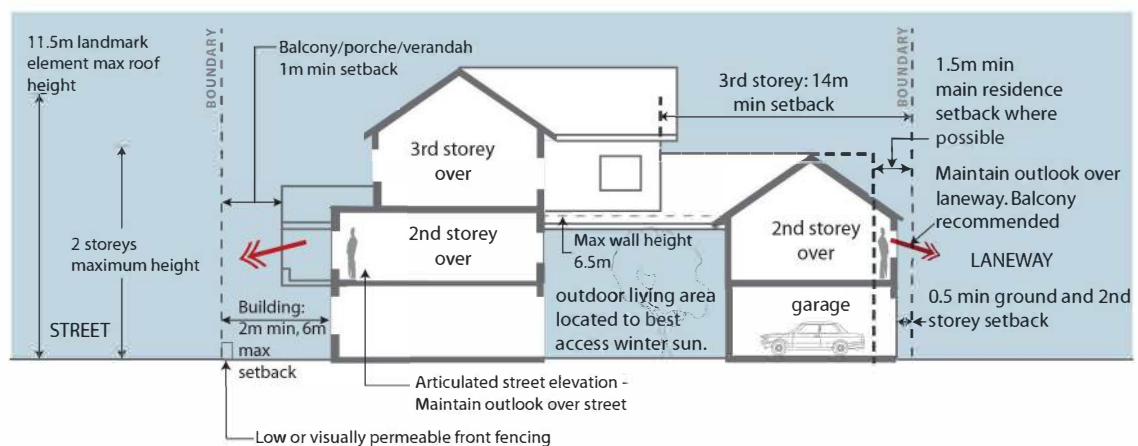 11.5m landmark
element max roof
height
BOUNDARY
Balcony/porche/verandah
1m min setback
3rd storey: 14m
min setback
BOUNDARY
1.5m min
main residence
setback where
possible
3rd storey
over
Maintain outlook over
laneway. Balcony
recommended
2 storeys
maximum height
2nd storey
over
Max wall height
6.5m
2nd storey
over
LANEWAY
STREET
Building:
2m min, 6m
max
setback
outdoor living area
located to best
access winter sun.
garage
0.5 min ground and 2nd
storey setback
Articulated street elevation -
Maintain outlook over street
Low or visually permeable front fencing